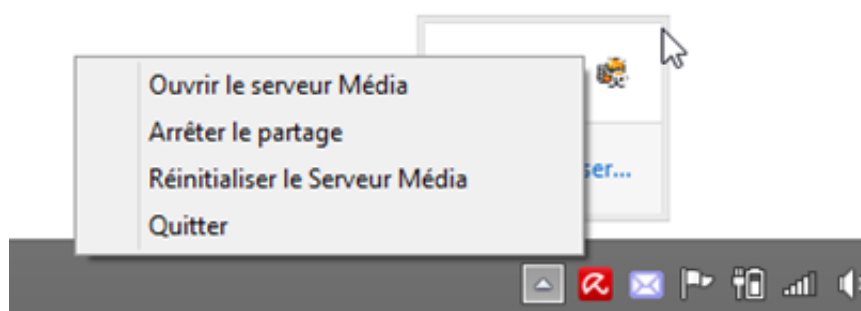 Ouvrir le serveur Média
Arrêter le partage
Réinitialiser le Serveur Média
Quitter
ser...